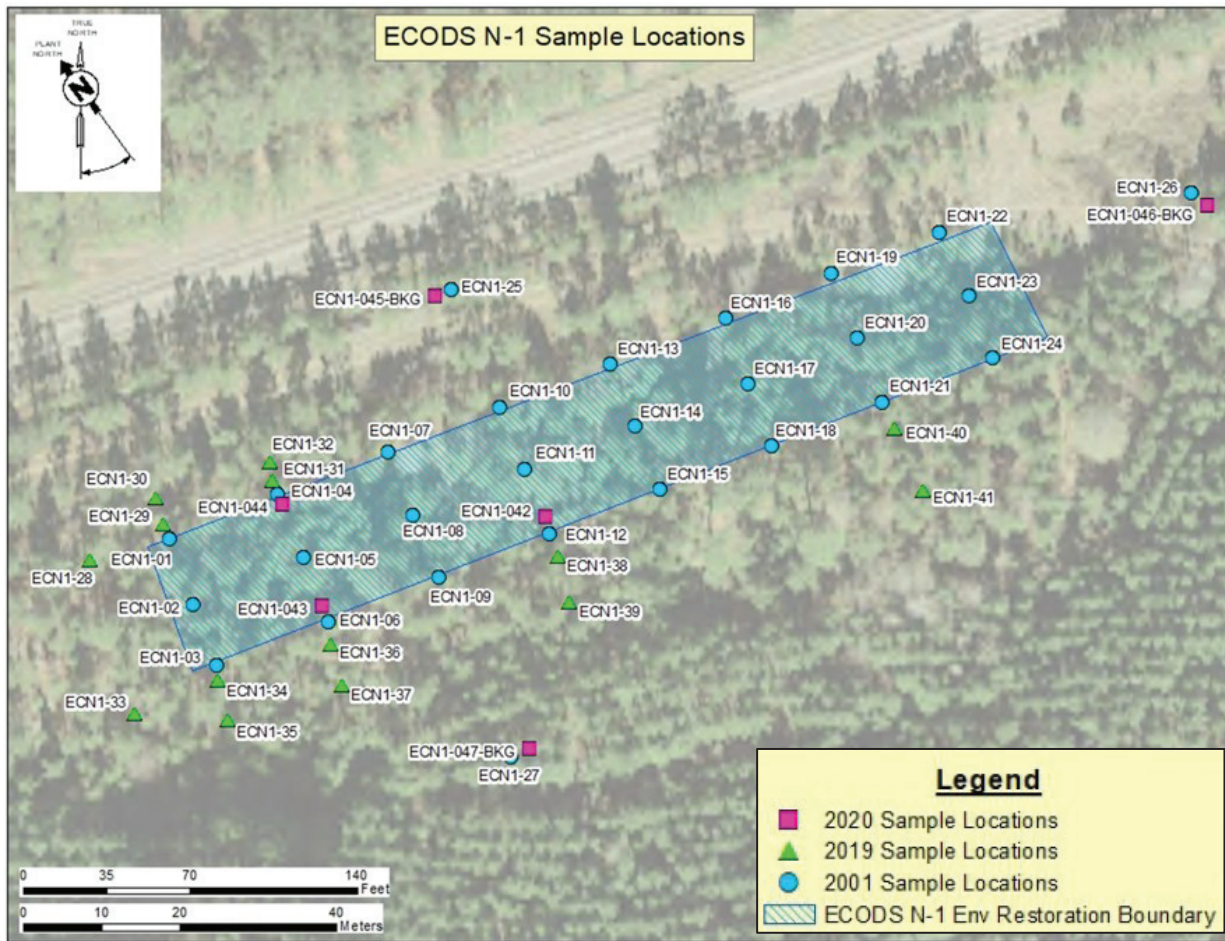 ECODS N-1 Sample Locations
TRUE
NORTH
PLANT
NORTH
N
ECN1-26
ECN1-046-BKG
ECN1-22
ECN1-19
ECN1-23
ECN1-045-BKG
ECN1-25
ECN1-16
ECN1-20
ECN1-13
ECN1-24
ECN1-17
ECN1-10
ECN1-21
ECN1-14
ECN1-40
ECN1-07
ECN1-18
ECN1-32
ECN1-11
ECN1-31
ECN1-30
ECN1-04
ECN1-15
ECN1-41
ECN1-044
ECN1-29
ECN1-042
ECN1-08
ECN1-12
ECN1-01
ECN1-05
ECN1-38
ECN1-28
ECN1-09
ECN1-02
ECN1-043
ECN1-39
ECN1-06
ECN1-03
ECN1-36
ECN1-34
ECN1-37
ECN1-33
ECN1-35
ECN1-047-BKG
ECN1-27
Legend
2020 Sample Locations
2019 Sample Locations
2001 Sample Locations
ECODS N-1 Env Restoration Boundary
0 35 70 140
Feet
0 10 20 40
Meters